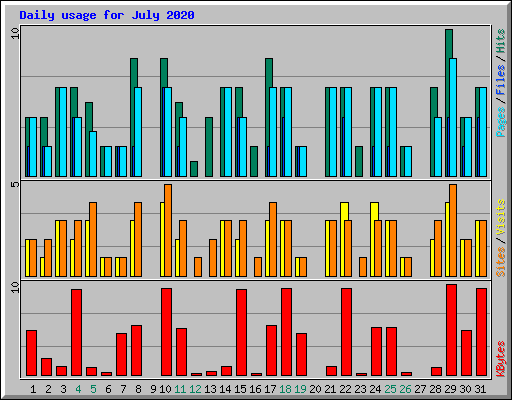 Daily usage for July 2020
10
Pages/Files/Hits
5
Sites/Visits
10
KBytes
1 2 3 4 5 6 7 8 9 10 11 12 13 14 15 16 17 18 19 20 21 22 23 24 25 26 27 28 29 30 31